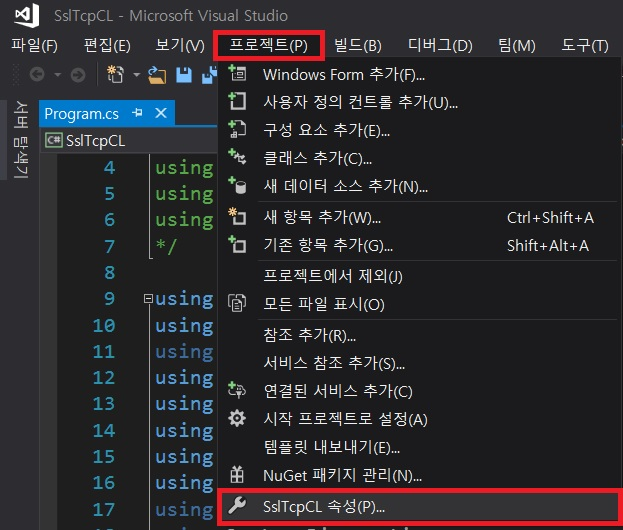 SslTcpCL - Microsoft Visual Studio
파일(F) 편집(E) 보기(V) 프로젝트(P) 빌드(B) 디버그(D) 팀(M) 도구(T)
서버 탐색기
Program.cs
C# SslTcpCL
4 using
5 using
6 using
7 */
8
9 using
10 using
11 using
12 using
13 using
14 using
15 using
16 using
17 using
Windows Form 추가(F)...
사용자 정의 컨트롤 추가(U)...
구성 요소 추가(E)...
클래스 추가(C)...
새 데이터 소스 추가(N)...
새 항목 추가(W)... Ctrl+Shift+A
기존 항목 추가(G)... Shift+Alt+A
프로젝트에서 제외(J)
모든 파일 표시(O)
참조 추가(R)...
서비스 참조 추가(S)...
연결된 서비스 추가(C)
시작 프로젝트로 설정(A)
템플릿 내보내기(E)...
NuGet 패키지 관리(N)...
SslTcpCL 속성(P)...